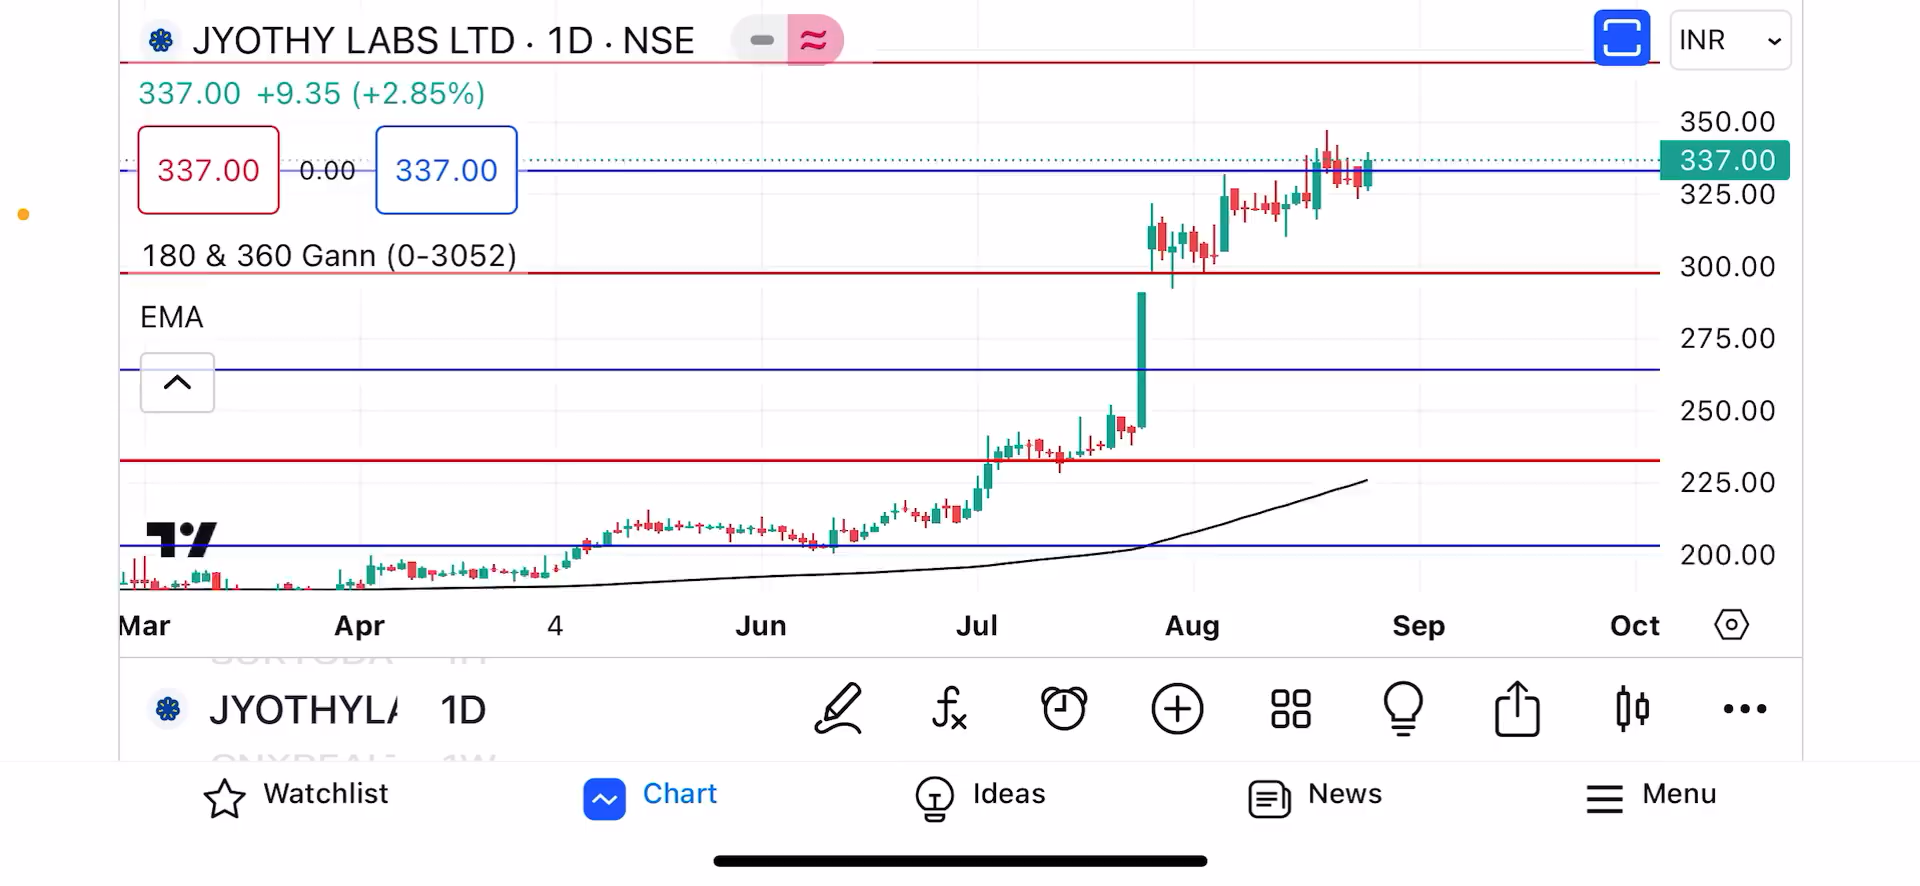 JYOTHY LABS LTD · 1D · NSE
INR
337.00 +9.35 (+2.85%)
350.00
337.00 0.00 337.00
337.00
325.00
180 & 360 Gann (0-3052)
300.00
EMA
275.00
250.00
225.00
200.00
Mar Apr 4 Jun Jul Aug Sep Oct
JYOTHYLA 1D
Watchlist Chart Ideas News Menu